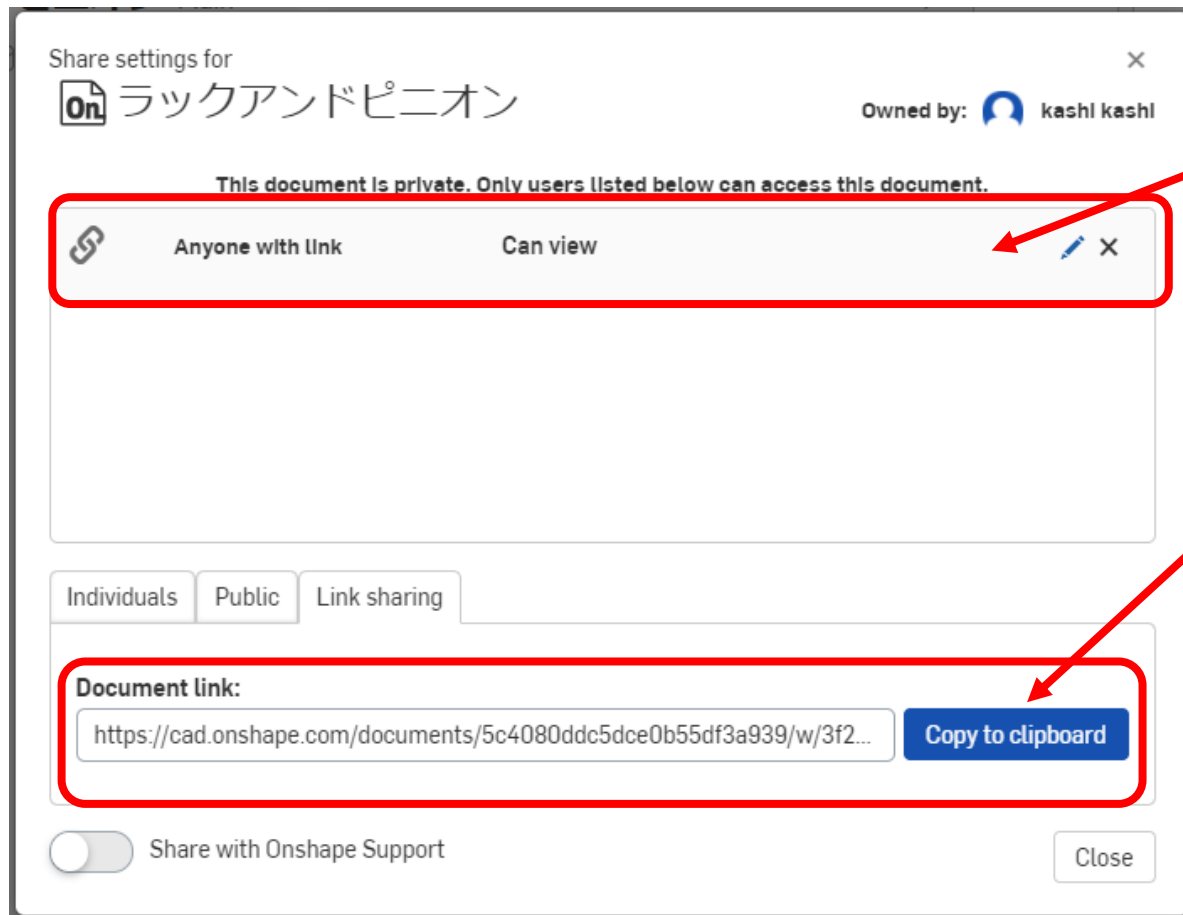 Share settings for
On ラックアンドピニオン
Owned by: kashi kashi
This document is private. Only users listed below can access this document.
Anyone with link Can view
Individuals Public Link sharing
Document link:
https://cad.onshape.com/documents/5c4080ddc5dce0b55df3a939/w/3f2... Copy to clipboard
Share with Onshape Support
Close